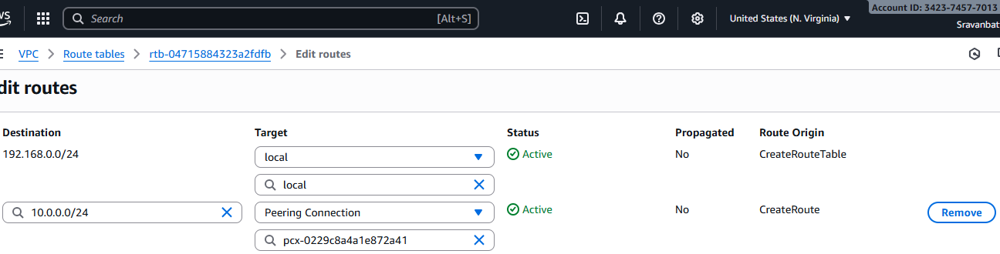 Search [Alt+S] United States (N. Virginia) Account ID: 3423-7457-7013
Sravanbat
VPC > Route tables > rtb-04715884323a2fdfb > Edit routes
dit routes
Destination Target Status Propagated Route Origin
192.168.0.0/24 local Active No CreateRouteTable
local
10.0.0.0/24 Peering Connection Active No CreateRoute Remove
pcx-0229c8a4a1e872a41